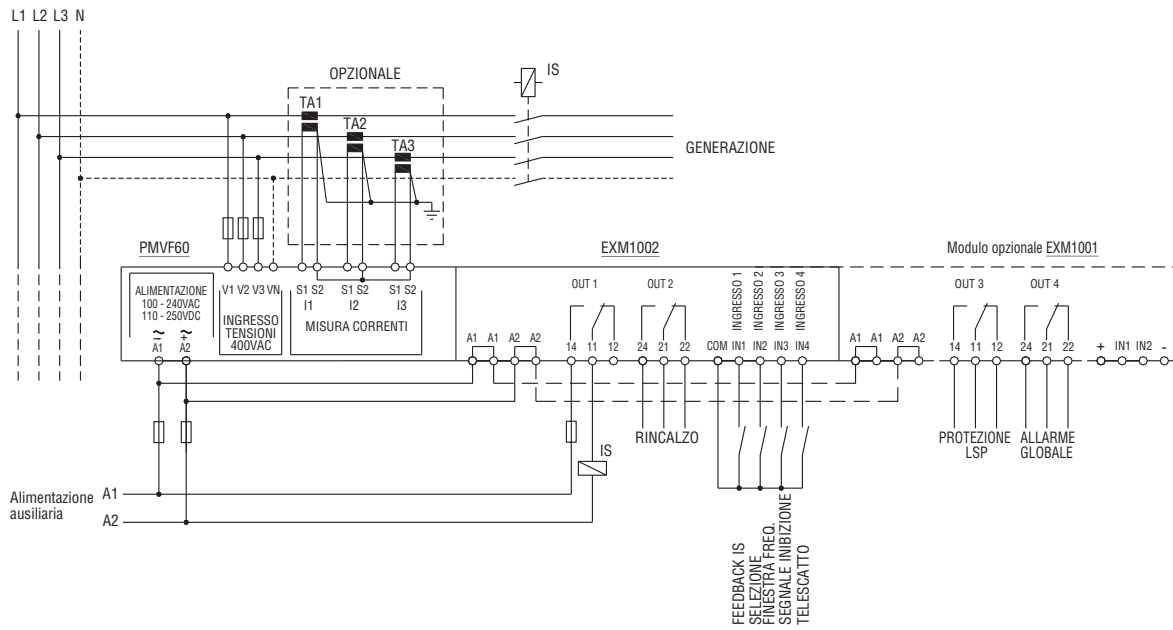 L1 L2 L3 N
OPZIONALE
IS
TA1
TA2
TA3
GENERAZIONE
PMVF60
EXM1002
Modulo opzionale EXM1001
ALIMENTAZIONE
100 - 240VAC
110 - 250VDC
~ ~
- +
A1 A2
V1 V2 V3 VN
INGRESSO
TENSIONI
400VAC
S1 S2 S1 S2 S1 S2
I1 I2 I3
MISURA CORRENTI
A1 A1 A2 A2
OUT 1
14 11 12
OUT 2
24 21 22
INGRESSO 1
INGRESSO 2
INGRESSO 3
INGRESSO 4
COM IN1 IN2 IN3 IN4
A1 A1 A2 A2
OUT 3
14 11 12
OUT 4
24 21 22
+ IN1 IN2 -
RINCALZO
PROTEZIONE
LSP
ALLARME
GLOBALE
IS
Alimentazione
ausiliaria
A1
A2
FEEDBACK IS
SELEZIONE
FINESTRA FREQ.
SEGNALE INIBIZIONE
TELESCATTO